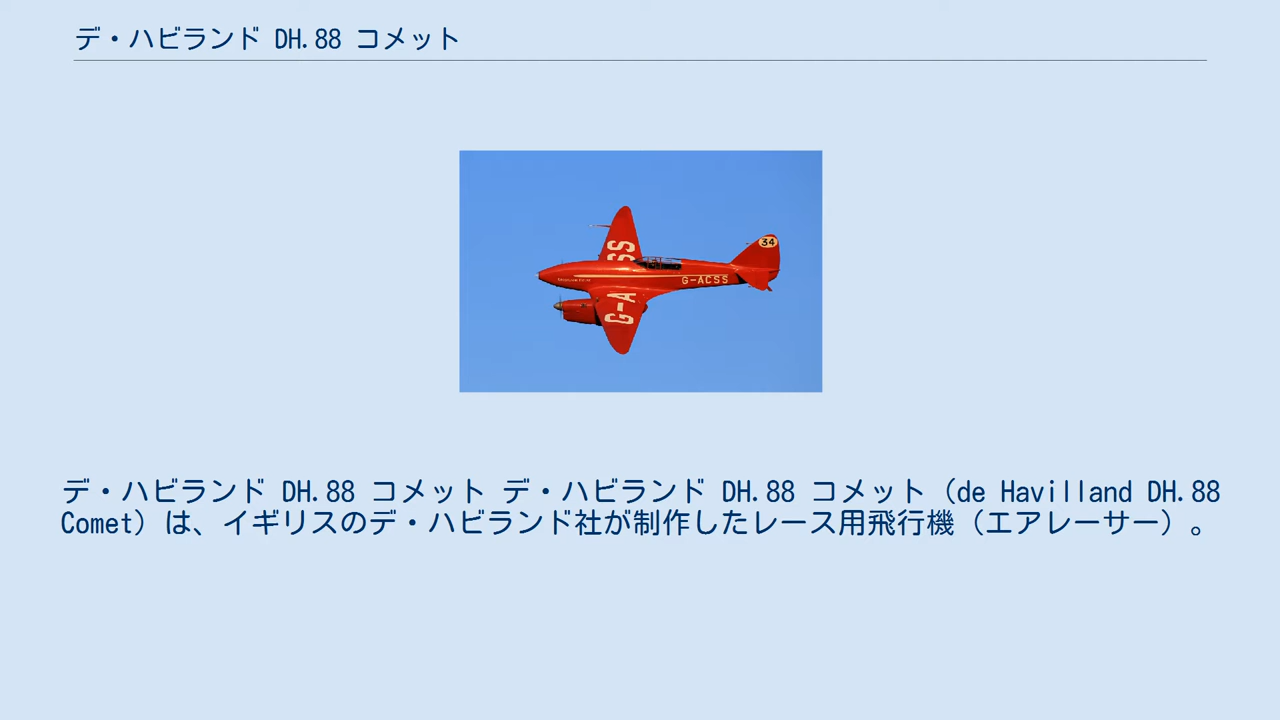 デ・ハビランド DH.88 コメット
34
G-ACSS
G-ASS
デ・ハビランド DH.88 コメット デ・ハビランド DH.88 コメット（de Havilland DH.88
Comet）は、イギリスのデ・ハビランド社が制作したレース用飛行機（エアレーサー）。